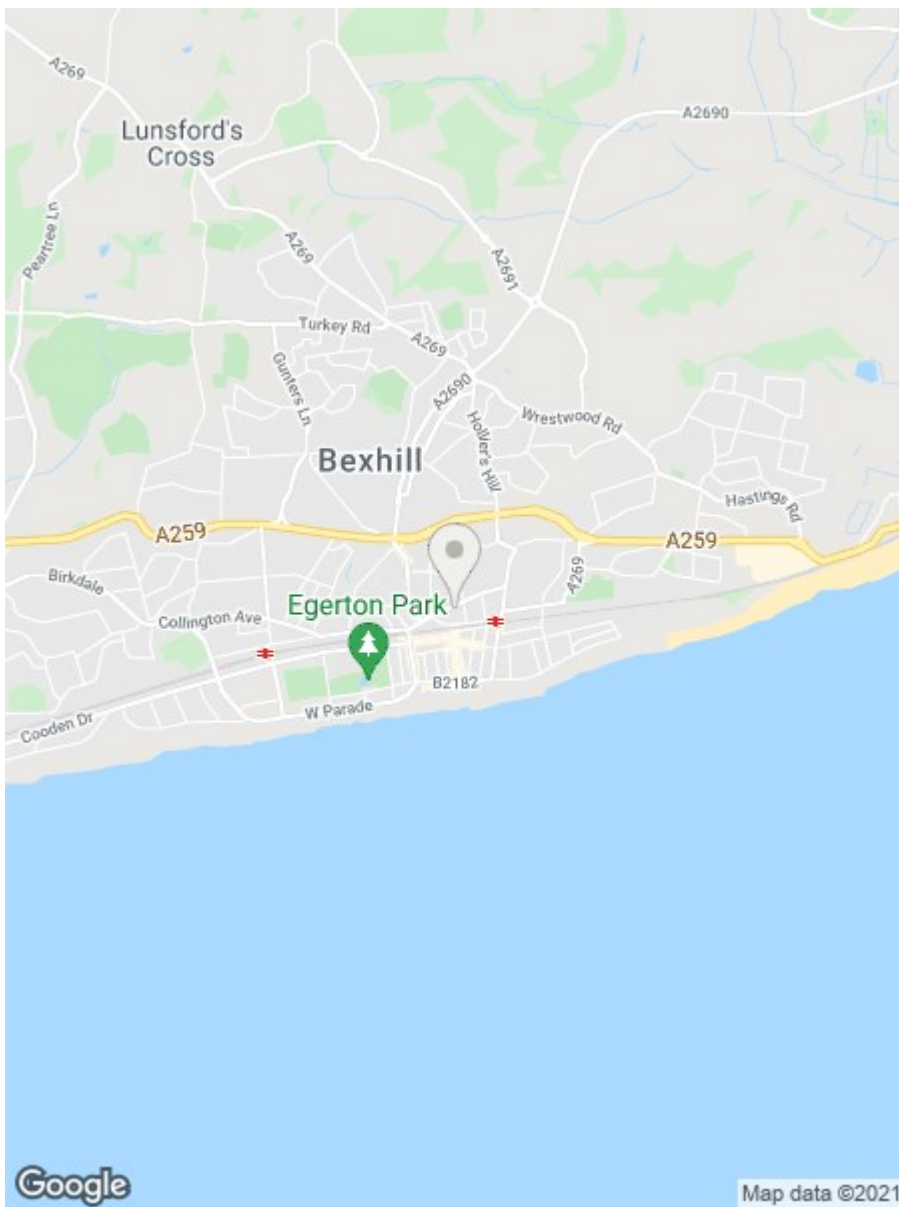 A269
A2690
Lunsford's
Cross
Peartree Ln
A269
A2691
Turkey Rd
A269
Gunters Ln
A2690
Wrestwood Rd
Holliers Hill
Bexhill
Hastings Rd
A259
A259
Birkdale
A269
Egerton Park
Collington Ave
B2182
W Parade
Cooden Dr
Google
Map data ©2021